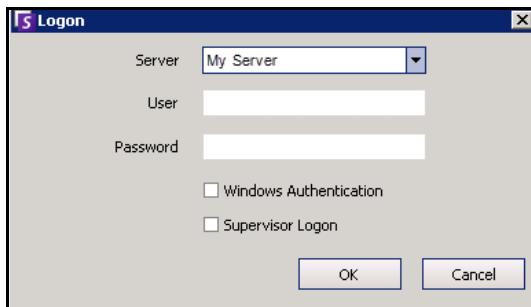 S Logon
Server My Server
User
Password
Windows Authentication
Supervisor Logon
OK Cancel